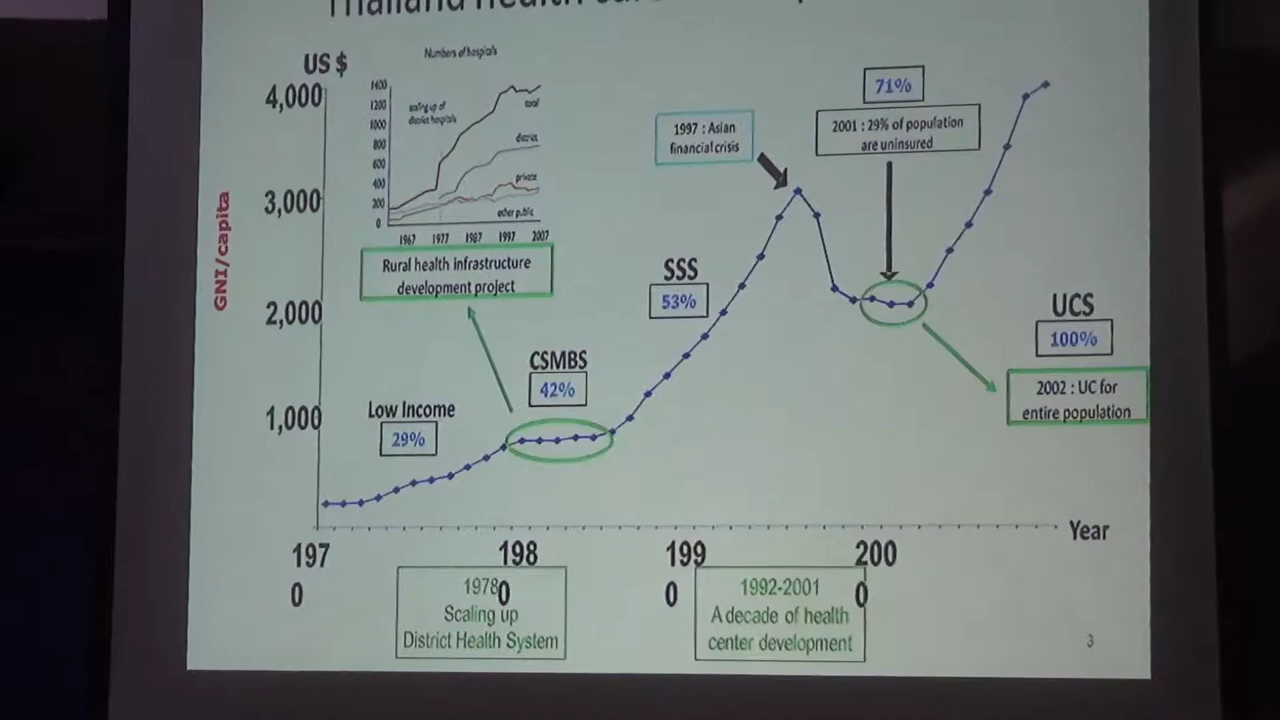 Thailand health
US $
4,000
3,000
2,000
1,000
GNI/capita
Numbers of hospitals
1400
1200
1000
800
600
400
200
0
scaling up of
district hospitals
total
district
private
other public
1967 1977 1987 1997 2007
Rural health infrastructure
development project
1997 : Asian
financial crisis
71%
2001 : 29% of population
are uninsured
SSS
53%
UCS
100%
2002 : UC for
entire population
CSMBS
42%
Low Income
29%
Year
197
0
198
0
199
0
200
0
1978
Scaling up
District Health System
1992-2001
A decade of health
center development
3